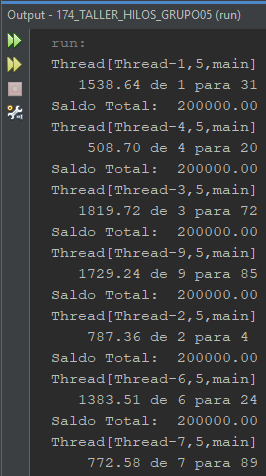 Output - 174_TALLER_HILOS_GRUPO05 (run)
run:
Thread[Thread-1,5,main]
1538.64 de 1 para 31
Saldo Total:  200000.00
Thread[Thread-4,5,main]
508.70 de 4 para 20
Saldo Total:  200000.00
Thread[Thread-3,5,main]
1819.72 de 3 para 72
Saldo Total:  200000.00
Thread[Thread-9,5,main]
1729.24 de 9 para 85
Saldo Total:  200000.00
Thread[Thread-2,5,main]
787.36 de 2 para 4
Saldo Total:  200000.00
Thread[Thread-6,5,main]
1383.51 de 6 para 24
Saldo Total:  200000.00
Thread[Thread-7,5,main]
772.58 de 7 para 89